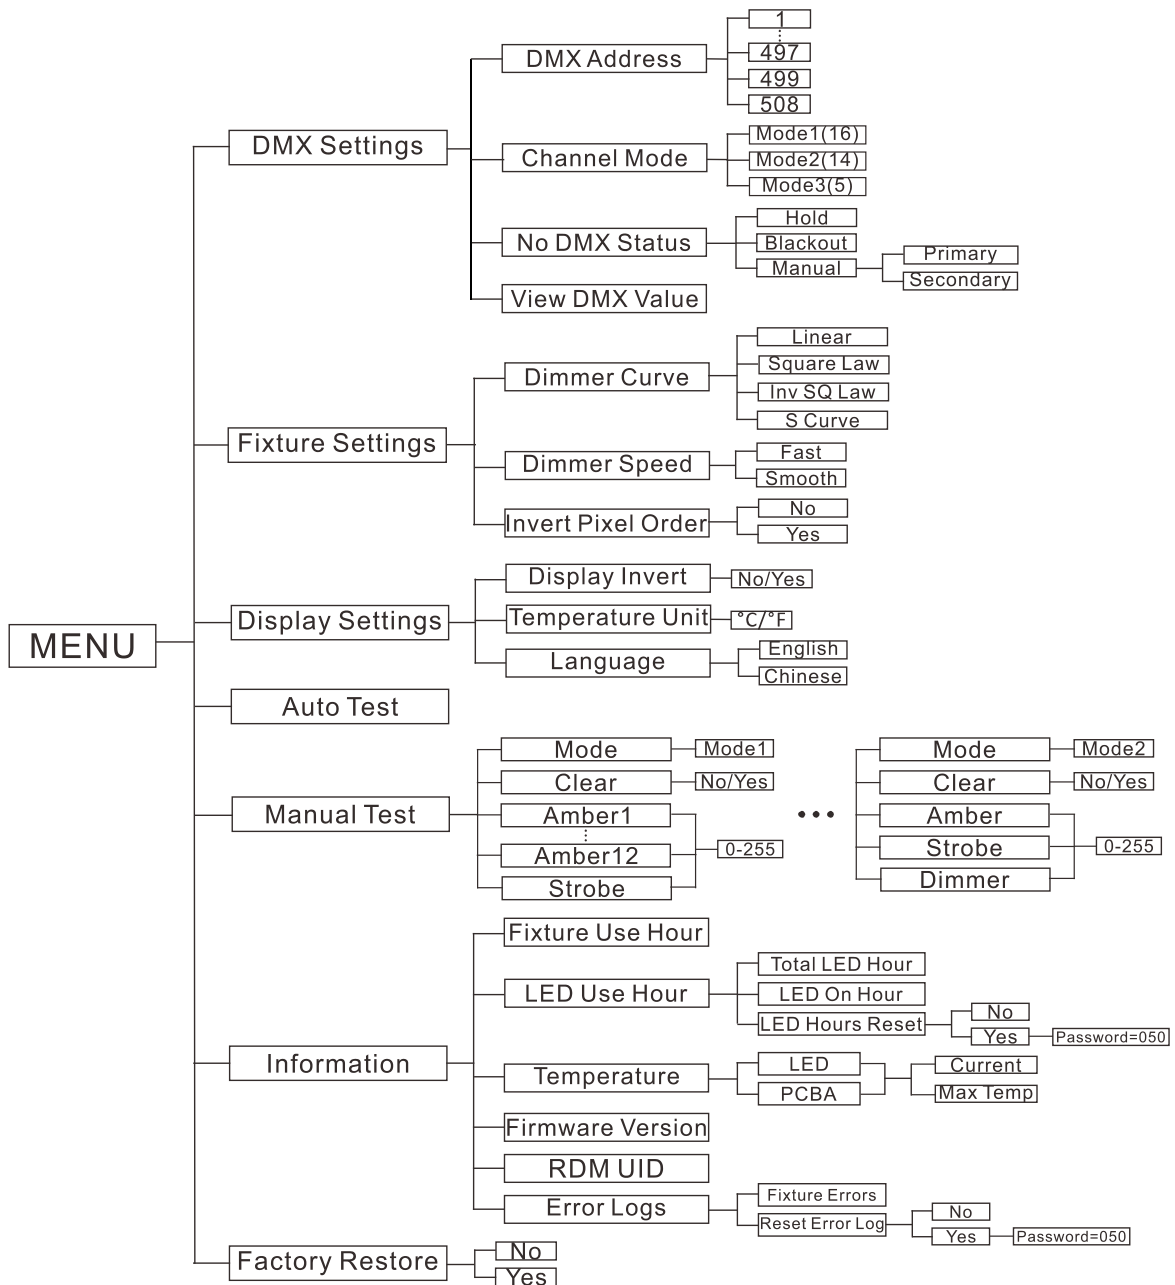 MENU
DMX Settings
DMX Address
1
497
499
508
Channel Mode
Mode1(16)
Mode2(14)
Mode3(5)
No DMX Status
Hold
Blackout
Manual
Primary
Secondary
View DMX Value
Fixture Settings
Dimmer Curve
Linear
Square Law
Inv SQ Law
S Curve
Dimmer Speed
Fast
Smooth
Invert Pixel Order
No
Yes
Display Settings
Display Invert
No/Yes
Temperature Unit
°C/°F
Language
English
Chinese
Auto Test
Manual Test
Mode
Mode1
Clear
No/Yes
Amber1
Amber12
Strobe
0-255
•••
Mode
Mode2
Clear
No/Yes
Amber
Strobe
Dimmer
0-255
Information
Fixture Use Hour
LED Use Hour
Total LED Hour
LED On Hour
LED Hours Reset
No
Yes
Password=050
Temperature
LED
PCBA
Current
Max Temp
Firmware Version
RDM UID
Error Logs
Fixture Errors
Reset Error Log
No
Yes
Password=050
Factory Restore
No
Yes